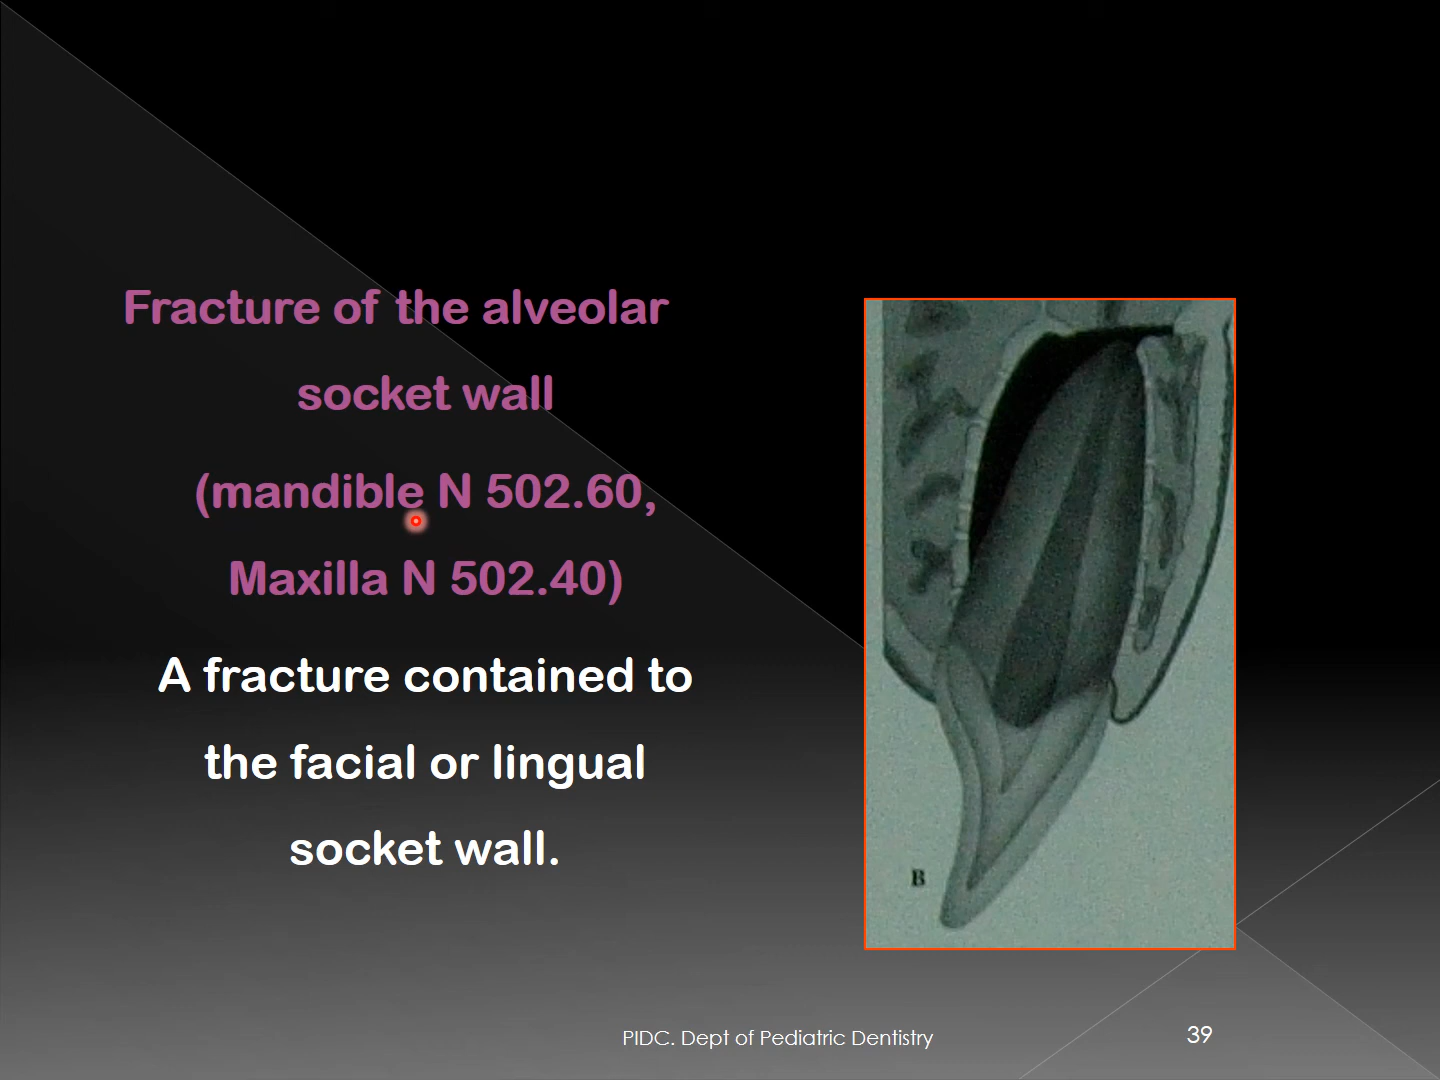 Fracture of the alveolar
socket wall
(mandible N 502.60,
Maxilla N 502.40)
A fracture contained to
the facial or lingual
socket wall.
B
PIDC. Dept of Pediatric Dentistry
39